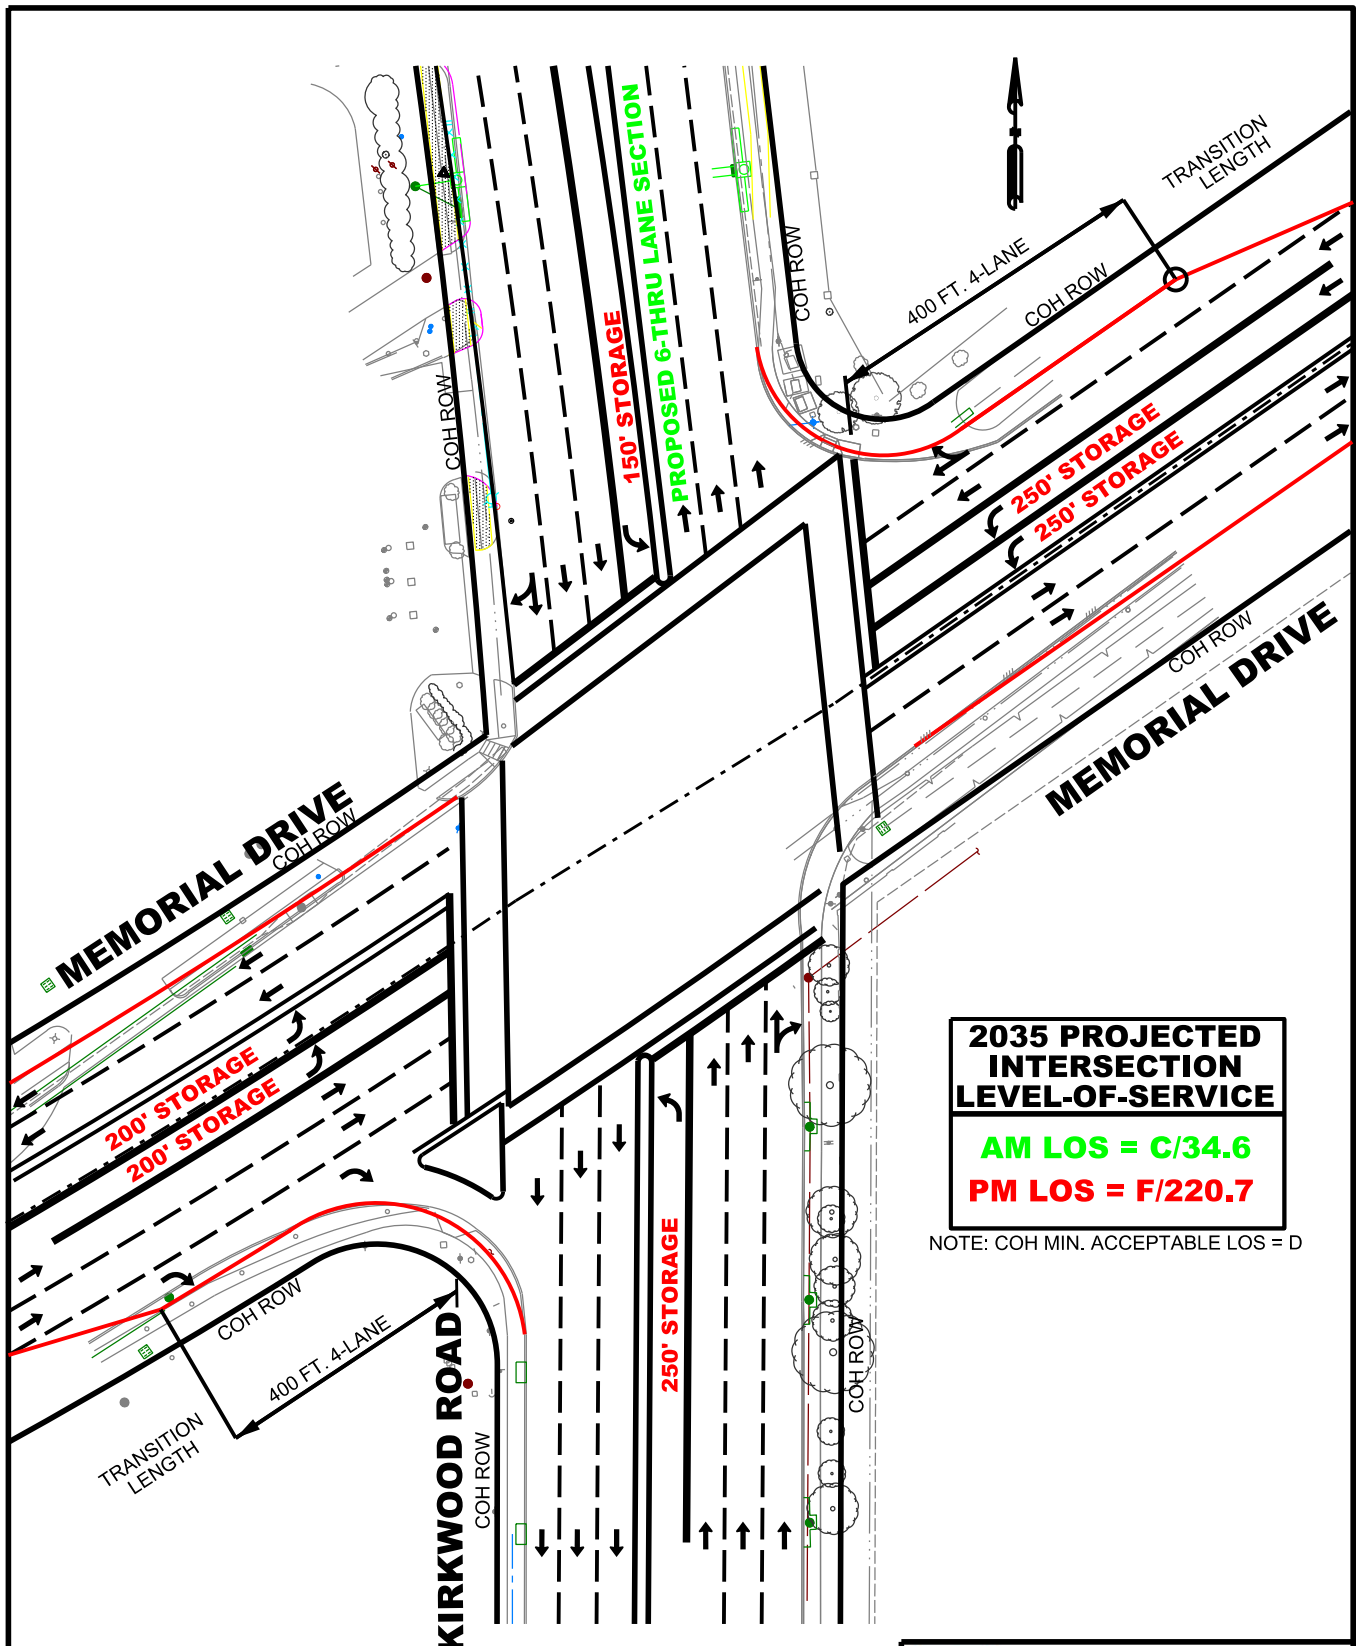 TRANSITION
LENGTH
400 FT. 4-LANE
COH ROW
COH ROW
PROPOSED 6-THRU LANE SECTION
150' STORAGE
COH ROW
250' STORAGE
250' STORAGE
COH ROW
MEMORIAL DRIVE
MEMORIAL DRIVE
COH ROW
200' STORAGE
200' STORAGE
2035 PROJECTED
INTERSECTION
LEVEL-OF-SERVICE
AM LOS = C/34.6
PM LOS = F/220.7
NOTE: COH MIN. ACCEPTABLE LOS = D
COH ROW
400 FT. 4-LANE
TRANSITION
LENGTH
KIRKWOOD ROAD
COH ROW
250' STORAGE
COH ROW